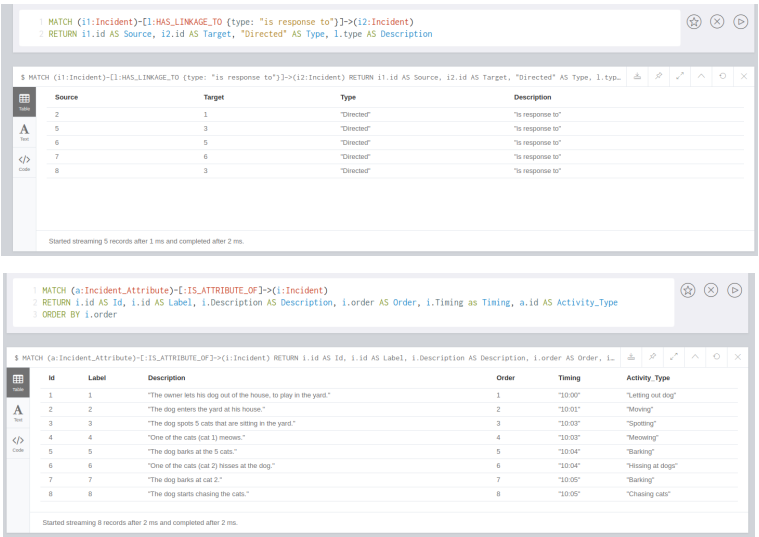 1 MATCH (i1:Incident)-[l:HAS_LINKAGE_TO {type: "is response to"}]->(i2:Incident)
2 RETURN i1.id AS Source, i2.id AS Target, "Directed" AS Type, l.type AS Description
$ MATCH (i1:Incident)-[l:HAS_LINKAGE_TO {type: "is response to"}]->(i2:Incident) RETURN i1.id AS Source, i2.id AS Target, "Directed" AS Type, l.typ…
Table
Text
Code
Source Target Type Description
2 1 "Directed" "is response to"
5 3 "Directed" "is response to"
6 5 "Directed" "is response to"
7 6 "Directed" "is response to"
8 3 "Directed" "is response to"
Started streaming 5 records after 1 ms and completed after 2 ms.
1 MATCH (a:Incident_Attribute)-[:IS_ATTRIBUTE_OF]->(i:Incident)
2 RETURN i.id AS Id, i.id AS Label, i.Description AS Description, i.order AS Order, i.Timing as Timing, a.id AS Activity_Type
3 ORDER BY i.order
$ MATCH (a:Incident_Attribute)-[:IS_ATTRIBUTE_OF]->(i:Incident) RETURN i.id AS Id, i.id AS Label, i.Description AS Description, i.order AS Order, i…
Table
Text
Code
Id Label Description Order Timing Activity_Type
1 1 "The owner lets his dog out of the house, to play in the yard." 1 "10:00" "Letting out dog"
2 2 "The dog enters the yard at his house." 2 "10:01" "Moving"
3 3 "The dog spots 5 cats that are sitting in the yard." 3 "10:03" "Spotting"
4 4 "One of the cats (cat 1) meows." 4 "10:03" "Meowing"
5 5 "The dog barks at the 5 cats." 5 "10:04" "Barking"
6 6 "One of the cats (cat 2) hisses at the dog." 6 "10:04" "Hissing at dogs"
7 7 "The dog barks at cat 2." 7 "10:05" "Barking"
8 8 "The dog starts chasing the cats." 8 "10:05" "Chasing cats"
Started streaming 8 records after 2 ms and completed after 2 ms.